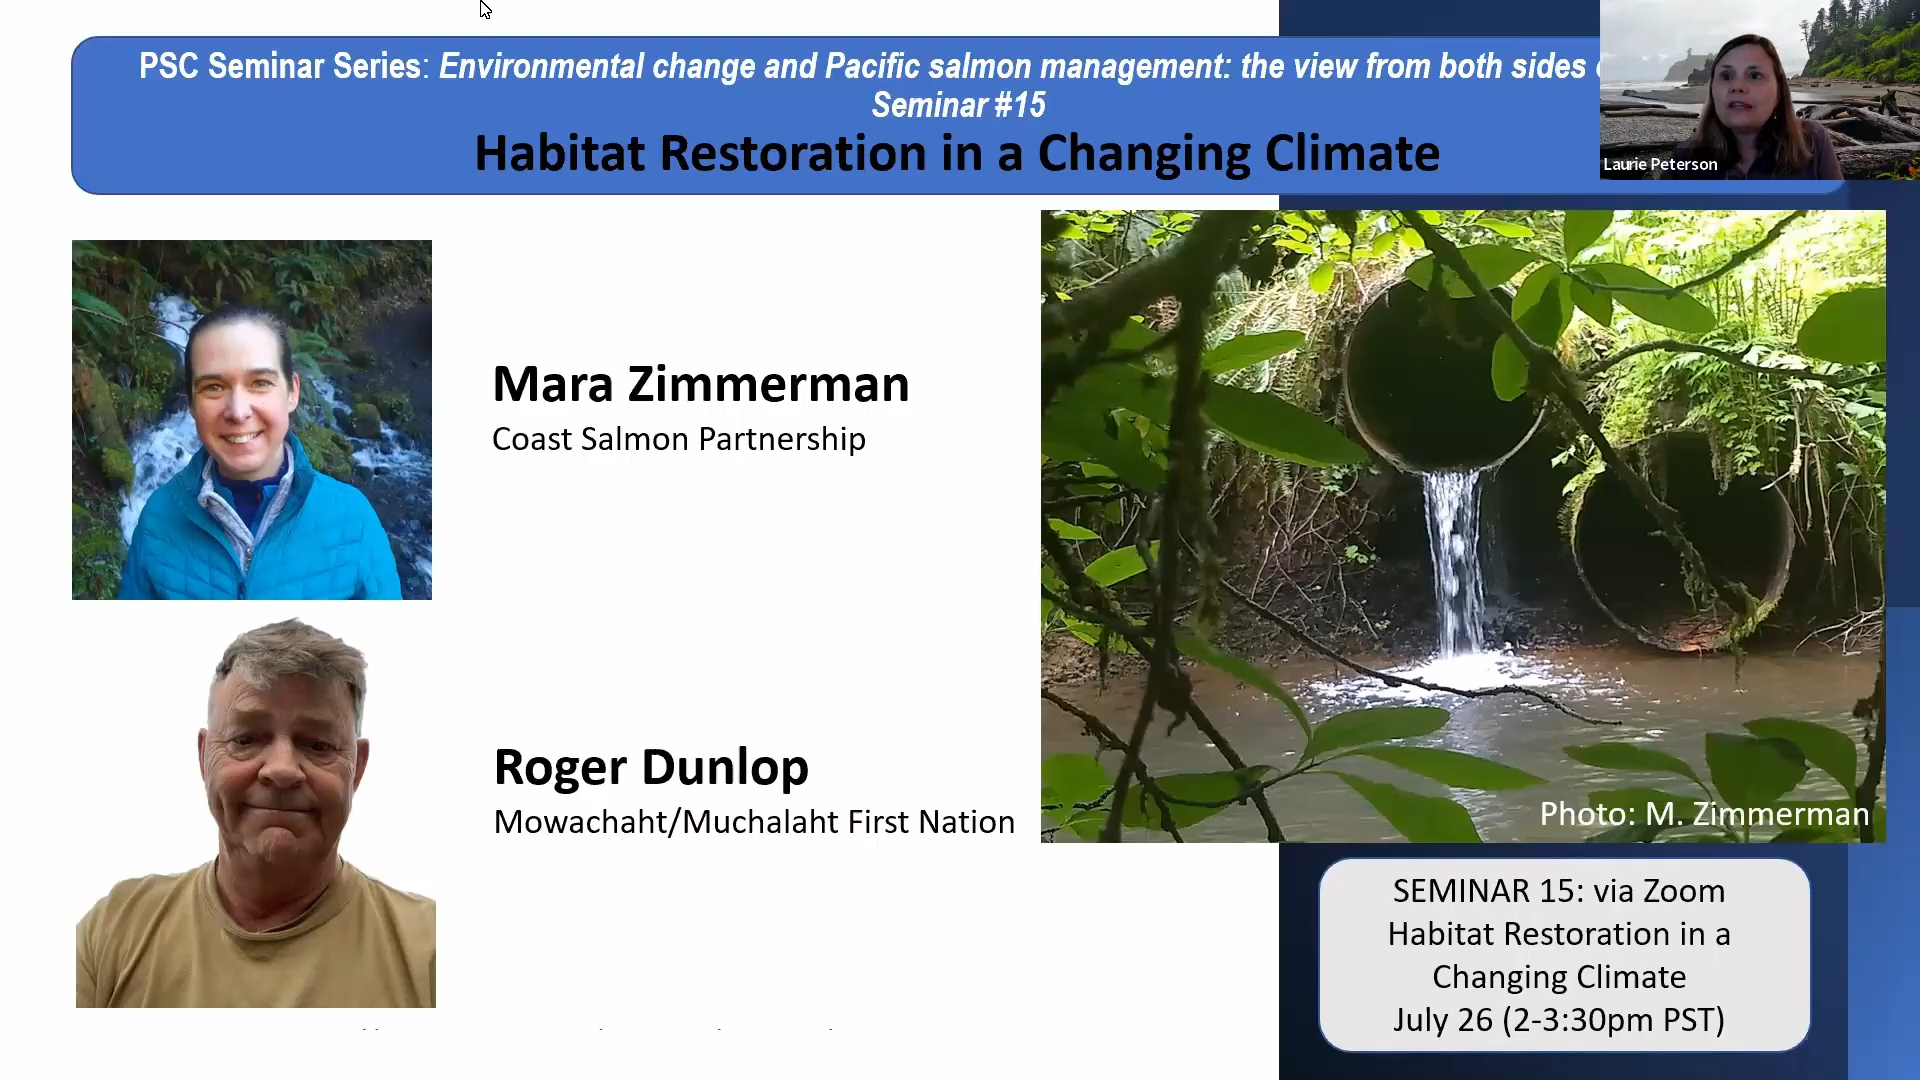 PSC Seminar Series: Environmental change and Pacific salmon management: the view from both sides
Seminar #15
Habitat Restoration in a Changing Climate
Laurie Peterson
Mara Zimmerman
Coast Salmon Partnership
Roger Dunlop
Mowachaht/Muchalaht First Nation
Photo: M. Zimmerman
SEMINAR 15: via Zoom
Habitat Restoration in a
Changing Climate
July 26 (2-3:30pm PST)